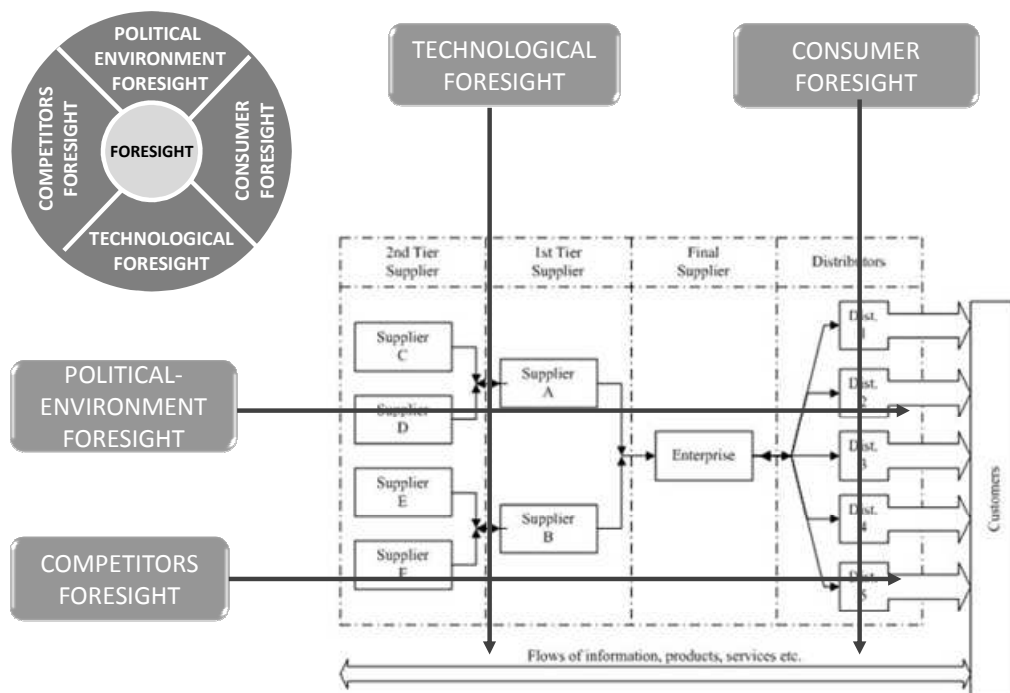 POLITICAL
ENVIRONMENT
FORESIGHT
COMPETITORS
FORESIGHT
FORESIGHT
CONSUMER
FORESIGHT
TECHNOLOGICAL
FORESIGHT
TECHNOLOGICAL
FORESIGHT
CONSUMER
FORESIGHT
2nd Tier
Supplier
1st Tier
Supplier
Final
Supplier
Distributors
POLITICAL-
ENVIRONMENT
FORESIGHT
COMPETITORS
FORESIGHT
Supplier
C
Supplier
D
Supplier
E
Supplier
F
Supplier
A
Supplier
B
Enterprise
Dist.
1
Dist.
2
Dist.
3
Dist.
4
Dist.
5
Customers
Flows of information, products, services etc.